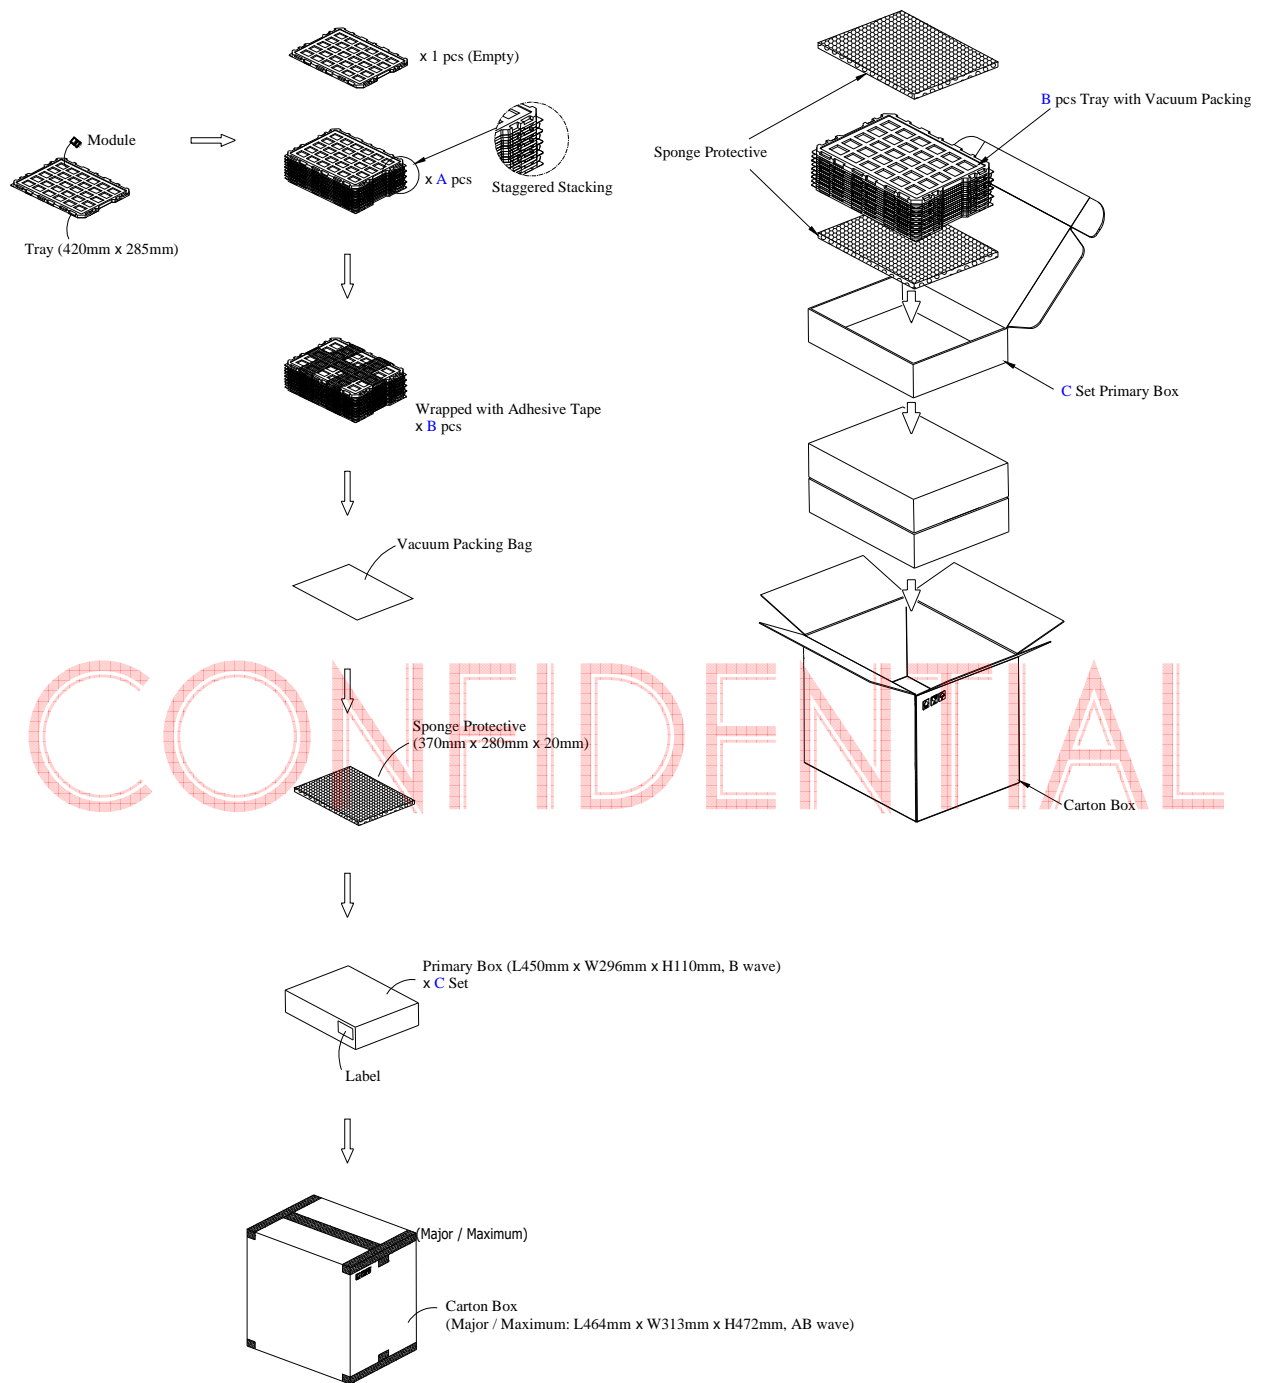 x 1 pcs (Empty)
Module
Tray (420mm x 285mm)
x A pcs
Staggered Stacking
Wrapped with Adhesive Tape
x B pcs
Vacuum Packing Bag
Sponge Protective
(370mm x 280mm x 20mm)
Primary Box (L450mm x W296mm x H110mm, B wave)
x C Set
Label
(Major / Maximum)
Carton Box
(Major / Maximum: L464mm x W313mm x H472mm, AB wave)
B pcs Tray with Vacuum Packing
Sponge Protective
C Set Primary Box
Carton Box
CONFIDENTIAL